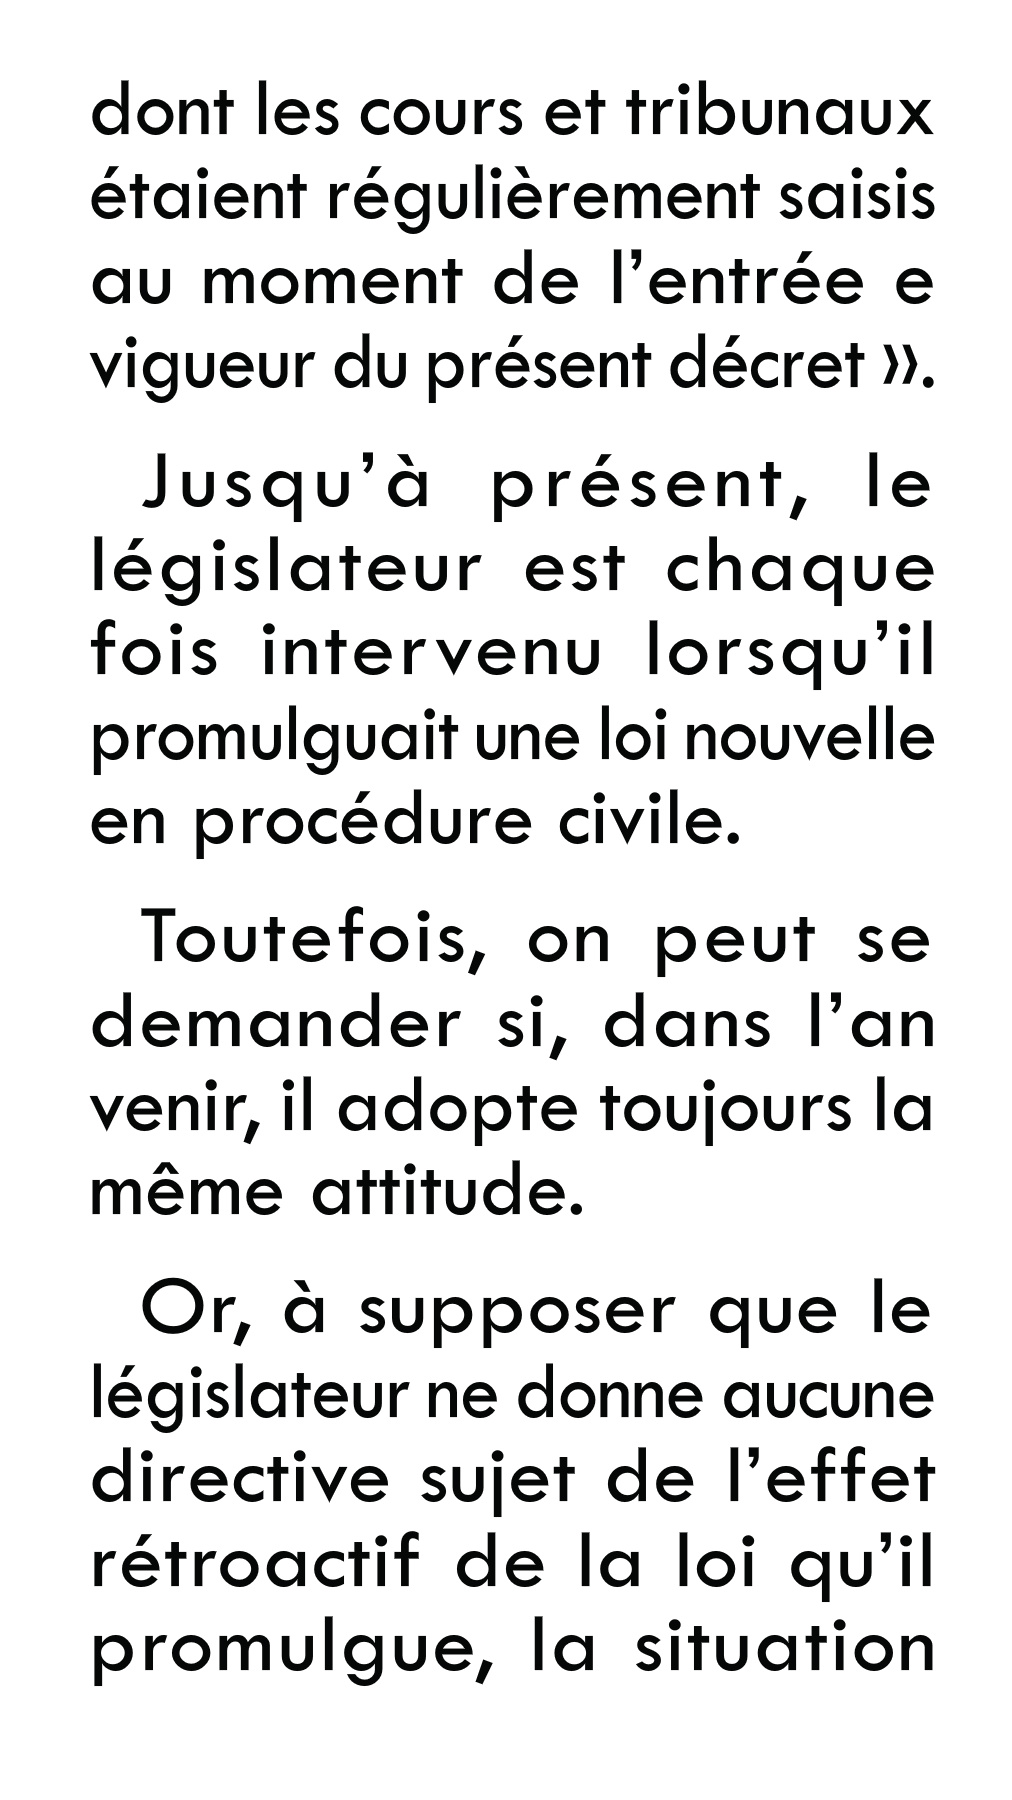 dont les cours et tribunaux
étaient régulièrement saisis
au moment de l’entrée e
vigueur du présent décret ».
Jusqu’à présent, le
législateur est chaque
fois intervenu lorsqu’il
promulguait une loi nouvelle
en procédure civile.
Toutefois, on peut se
demander si, dans l’an
venir, il adopte toujours la
même attitude.
Or, à supposer que le
législateur ne donne aucune
directive sujet de l’effet
rétroactif de la loi qu’il
promulgue, la situation